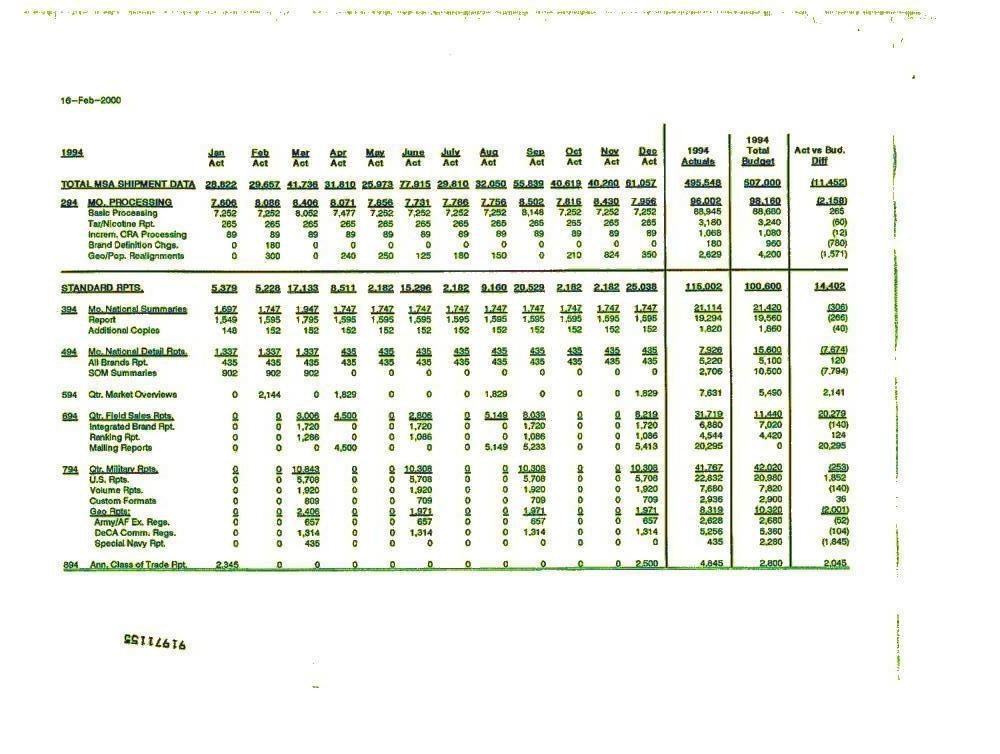 16-Feb-2000
1994
Total
1994 Jan Feb Mar Apr May June July Aug Sep Oct Nov Dec 1994 Budget Act vs Bud.
Act Act Act Act Act Act Act Act Act Act Act Act Actuals Diff
TOTAL MSA SHIPMENT DATA 28,822 29,657 41,736 31,810 25,973 77,915 29,610 32,050 55,839 40,619 40,260 61,057 495,548 507,000 (11,452)
294 MO. PROCESSING 7,606 8,086 8,406 8,071 7,856 7,731 7,786 7,756 8,502 7,816 8,430 7,956 96,002 98,160 (2,158)
Basic Processing 7,252 7,252 8,052 7,477 7,252 7,252 7,252 7,252 8,148 7,252 7,252 7,252 88,945 88,680 265
Tar/Nicotine Rpt. 265 265 265 265 265 265 265 265 265 265 265 265 3,180 3,240 (60)
Increm. CRA Processing 89 89 89 89 89 89 89 89 89 89 89 89 1,068 1,080 (12)
Brand Definition Chgs. 0 180 0 0 0 0 0 0 0 0 0 0 180 960 (780)
Geo/Pop. Realignments 0 300 0 240 250 125 180 150 0 210 824 350 2,629 4,200 (1,571)
STANDARD RPTS. 5,379 5,228 17,133 8,511 2,182 15,296 2,182 9,160 20,529 2,182 2,182 25,038 115,002 100,600 14,402
394 Mo. National Summaries 1,697 1,747 1,947 1,747 1,747 1,747 1,747 1,747 1,747 1,747 1,747 1,747 21,114 21,420 (306)
Report 1,549 1,595 1,795 1,595 1,595 1,595 1,595 1,595 1,595 1,595 1,595 1,595 19,294 19,560 (266)
Additional Copies 148 152 152 152 152 152 152 152 152 152 152 152 1,820 1,860 (40)
494 Mo. National Detail Rpts. 1,337 1,337 1,337 435 435 435 435 435 435 435 435 435 7,926 15,600 (7,674)
All Brands Rpt. 435 435 435 435 435 435 435 435 435 435 435 435 5,220 5,100 120
SOM Summaries 902 902 902 0 0 0 0 0 0 0 0 0 2,706 10,500 (7,794)
594 Qtr. Market Overviews 0 2,144 0 1,829 0 0 0 1,829 0 0 0 1,829 7,631 5,490 2,141
694 Qtr. Field Sales Rpts. 0 0 3,006 4,500 0 2,806 0 5,149 8,039 0 0 8,219 31,719 11,440 20,279
Integrated Brand Rpt. 0 0 1,720 0 0 1,720 0 0 1,720 0 0 1,720 6,880 7,020 (140)
Ranking Rpt. 0 0 1,286 0 0 1,086 0 0 1,086 0 0 1,086 4,544 4,420 124
Mailing Reports 0 0 0 4,500 0 0 0 5,149 5,233 0 0 5,413 20,295 0 20,295
794 Qtr. Military Rpts. 0 0 10,843 0 0 10,308 0 0 10,308 0 0 10,308 41,767 42,020 (253)
U.S. Rpts. 0 0 5,708 0 0 5,708 0 0 5,708 0 0 5,708 22,832 20,980 1,852
Volume Rpts. 0 0 1,920 0 0 1,920 0 0 1,920 0 0 1,920 7,680 7,820 (140)
Custom Formats 0 0 809 0 0 709 0 0 709 0 0 709 2,936 2,900 36
Geo Rpts: 0 0 2,406 0 0 1,971 0 0 1,971 0 0 1,971 8,319 10,320 (2,001)
Army/AF Ex. Regs. 0 0 657 0 0 657 0 0 657 0 0 657 2,628 2,680 (52)
DeCA Comm. Regs. 0 0 1,314 0 0 1,314 0 0 1,314 0 0 1,314 5,256 5,360 (104)
Special Navy Rpt. 0 0 435 0 0 0 0 0 0 0 0 0 435 2,280 (1,845)
894 Ann. Class of Trade Rpt. 2,345 0 0 0 0 0 0 0 0 0 0 2,500 4,845 2,800 2,045
91971155